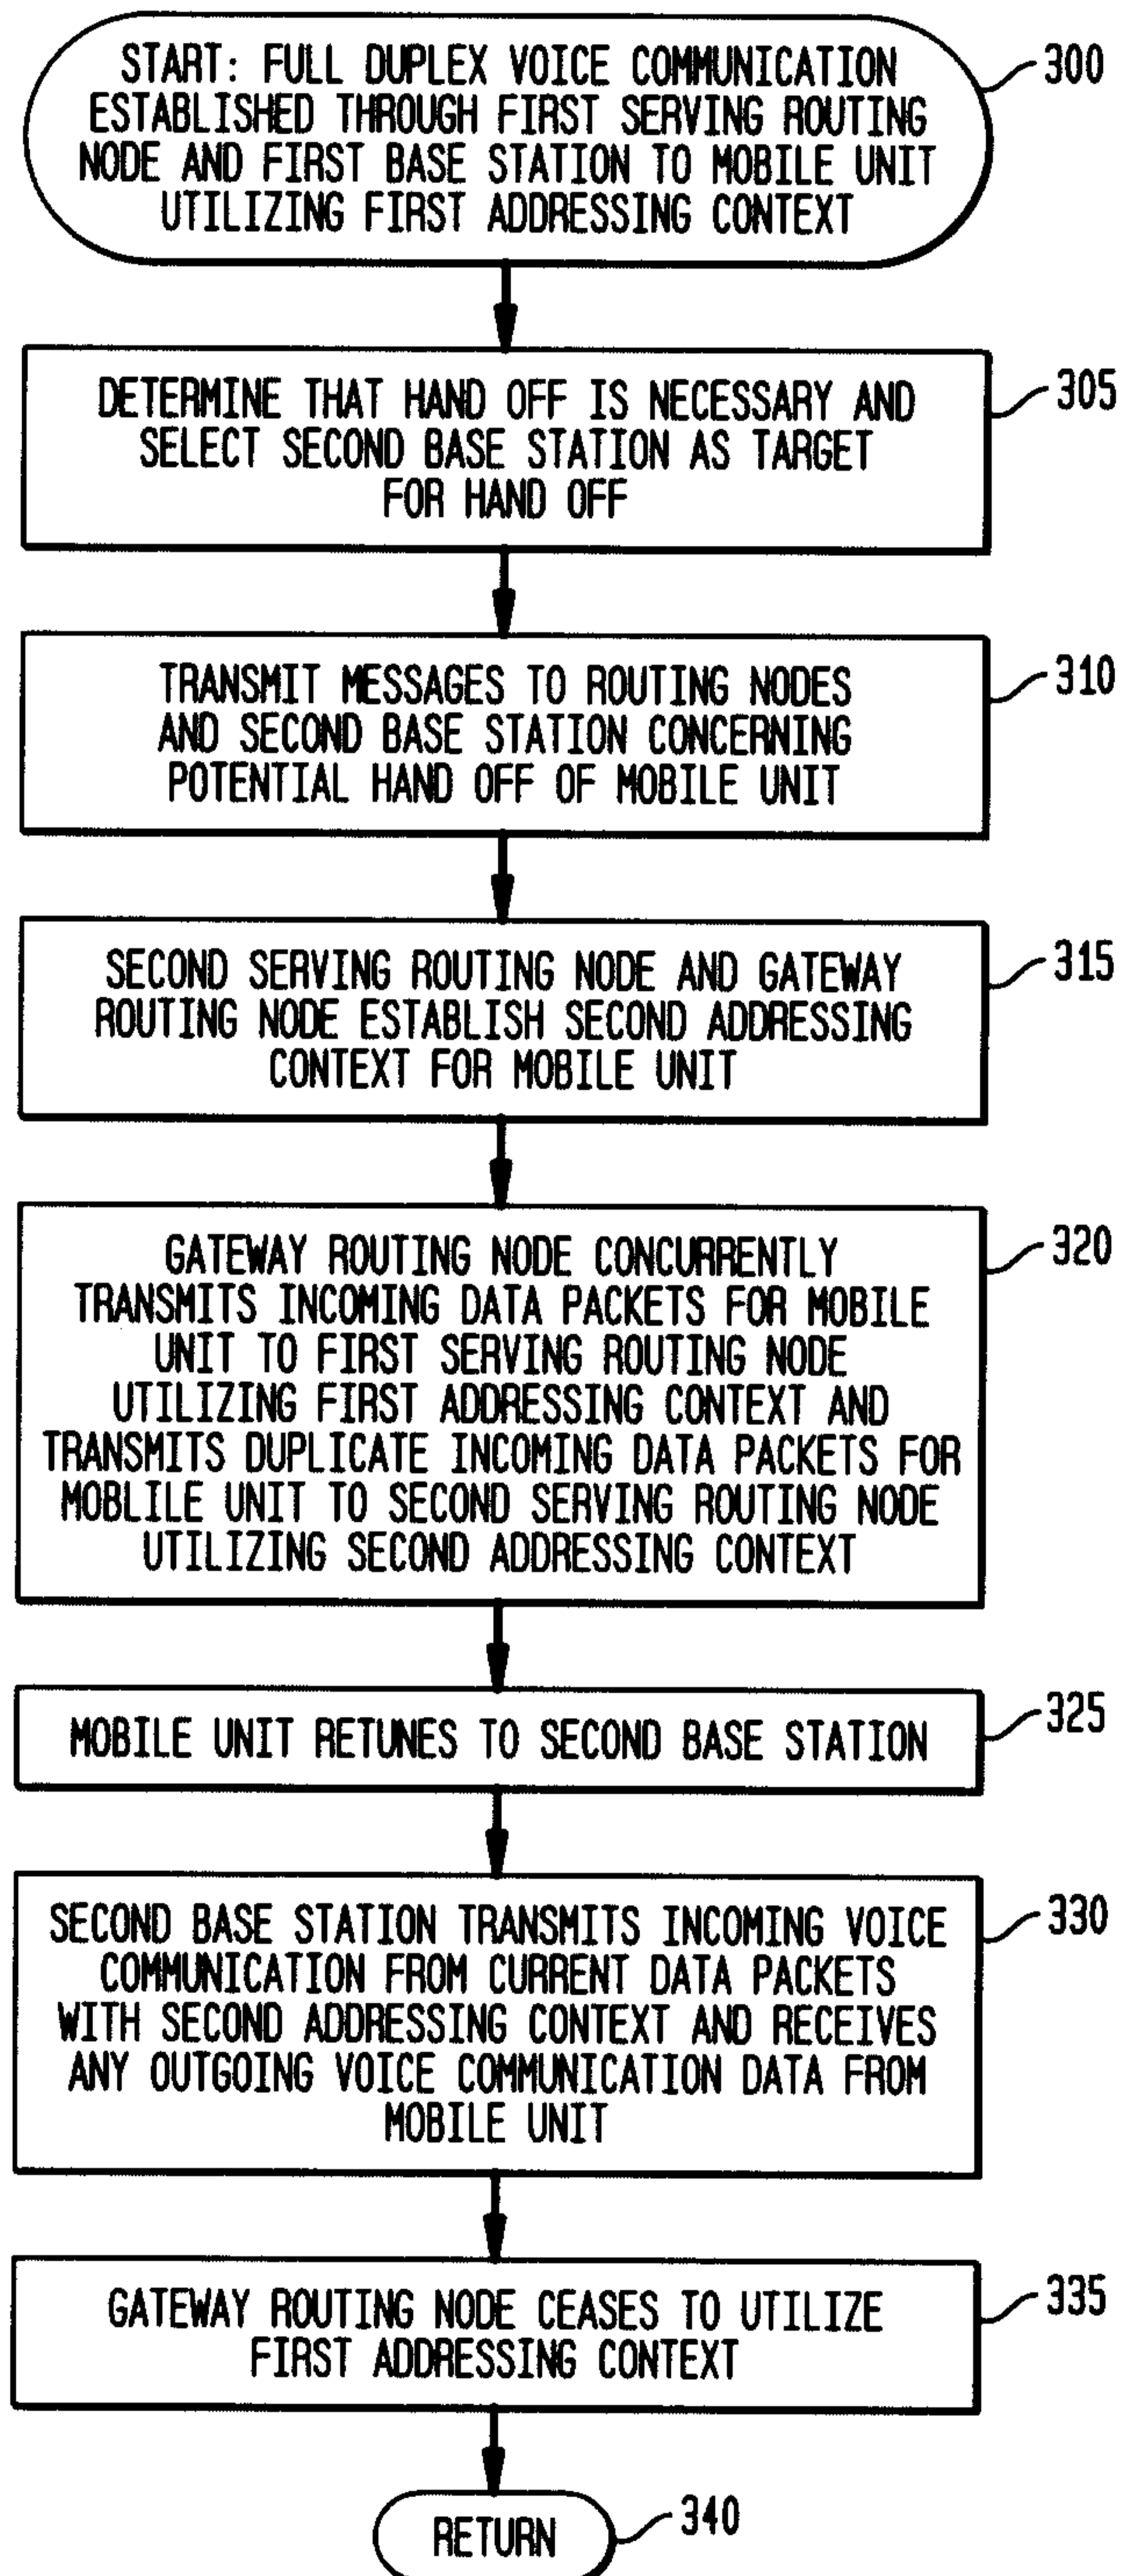 START: FULL DUPLEX VOICE COMMUNICATION
ESTABLISHED THROUGH FIRST SERVING ROUTING
NODE AND FIRST BASE STATION TO MOBILE UNIT
UTILIZING FIRST ADDRESSING CONTEXT
300
DETERMINE THAT HAND OFF IS NECESSARY AND
SELECT SECOND BASE STATION AS TARGET
FOR HAND OFF
305
TRANSMIT MESSAGES TO ROUTING NODES
AND SECOND BASE STATION CONCERNING
POTENTIAL HAND OFF OF MOBILE UNIT
310
SECOND SERVING ROUTING NODE AND GATEWAY
ROUTING NODE ESTABLISH SECOND ADDRESSING
CONTEXT FOR MOBILE UNIT
315
GATEWAY ROUTING NODE CONCURRENTLY
TRANSMITS INCOMING DATA PACKETS FOR MOBILE
UNIT TO FIRST SERVING ROUTING NODE
UTILIZING FIRST ADDRESSING CONTEXT AND
TRANSMITS DUPLICATE INCOMING DATA PACKETS FOR
MOBLILE UNIT TO SECOND SERVING ROUTING NODE
UTILIZING SECOND ADDRESSING CONTEXT
320
MOBILE UNIT RETUNES TO SECOND BASE STATION
325
SECOND BASE STATION TRANSMITS INCOMING VOICE
COMMUNICATION FROM CURRENT DATA PACKETS
WITH SECOND ADDRESSING CONTEXT AND RECEIVES
ANY OUTGOING VOICE COMMUNICATION DATA FROM
MOBILE UNIT
330
GATEWAY ROUTING NODE CEASES TO UTILIZE
FIRST ADDRESSING CONTEXT
335
RETURN
340